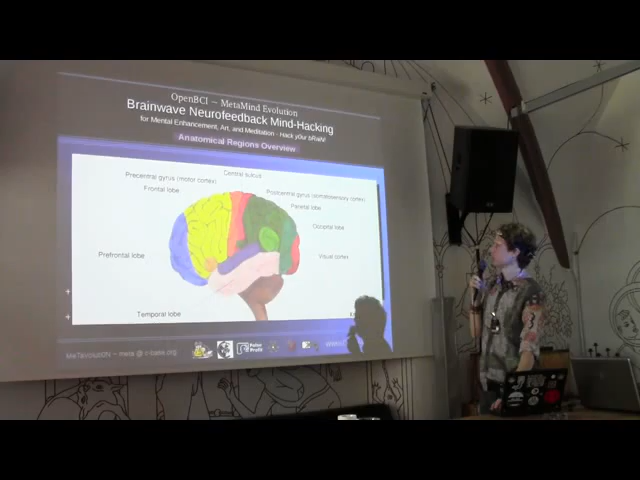 OpenBCI ~ MetaMind Evolution
Brainwave Neurofeedback Mind-Hacking
for Mental Enhancement, Art, and Meditation - Hack yOur bRaiN!
Anatomical Regions Overview
Central sulcus
Precentral gyrus (motor cortex)
Postcentral gyrus (somatosensory cortex)
Frontal lobe
Parietal lobe
Occipital lobe
Prefrontal lobe
Visual cortex
Temporal lobe
Noise
Profit